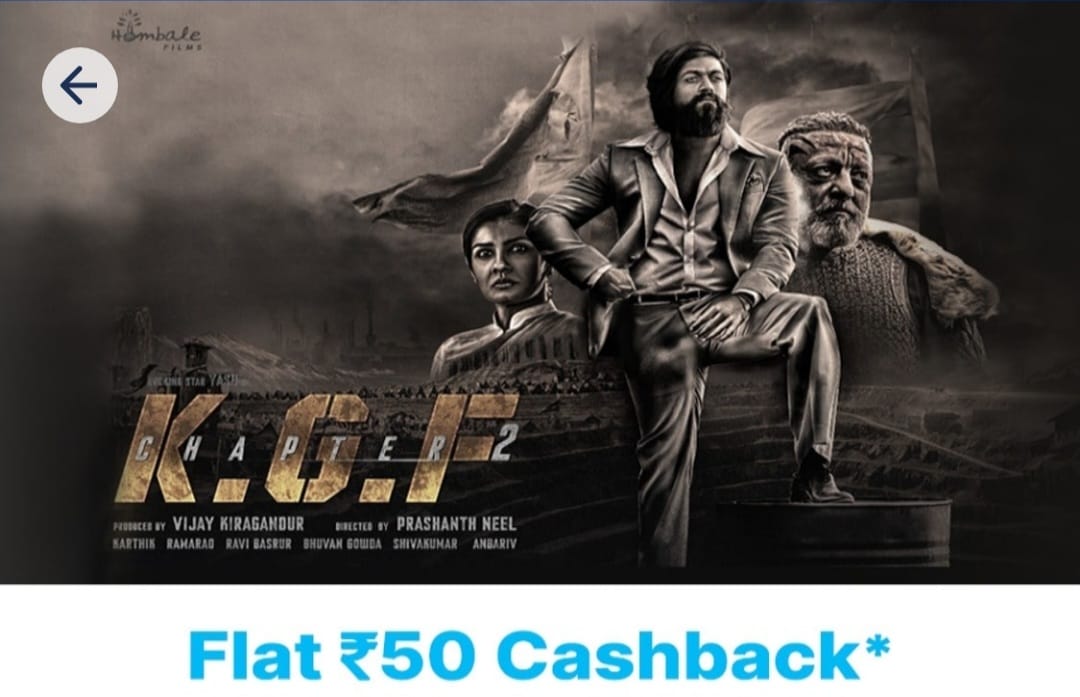 Hombale
FILMS
ROCKING STAR YASH
K.G.F
CHAPTER 2
PRODUCED BY VIJAY KIRAGANDUR DIRECTED BY PRASHANTH NEEL
KARTHIK RAMARAO RAVI BASRUR BHUVAN GOWDA SHIVAKUMAR ANBARIV
Flat ₹50 Cashback*